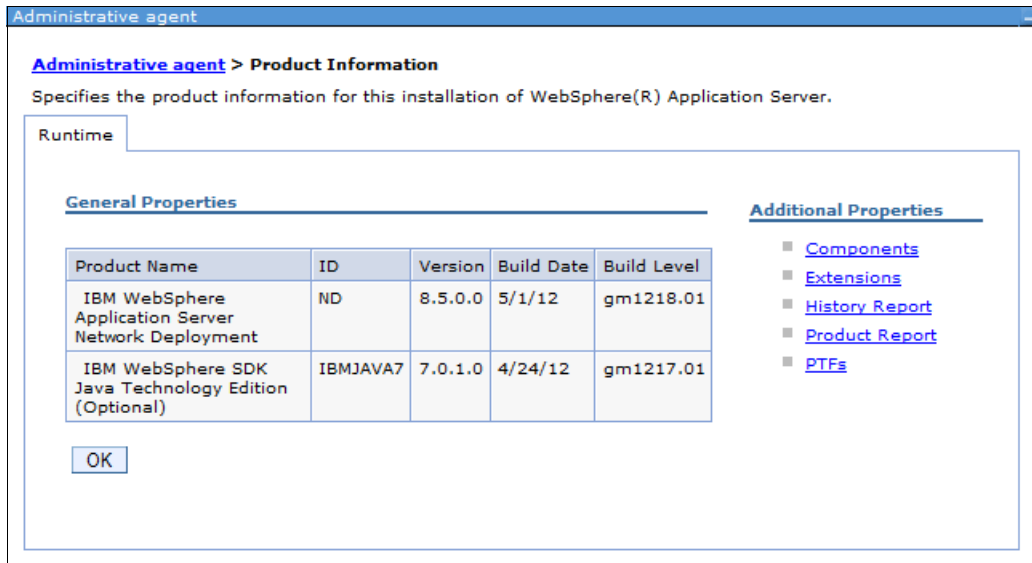 Administrative agent
Administrative agent > Product Information
Specifies the product information for this installation of WebSphere(R) Application Server.
Runtime
General Properties
Product Name ID Version Build Date Build Level
IBM WebSphere Application Server Network Deployment ND 8.5.0.0 5/1/12 gm1218.01
IBM WebSphere SDK Java Technology Edition (Optional) IBMJAVA7 7.0.1.0 4/24/12 gm1217.01
OK
Additional Properties
Components
Extensions
History Report
Product Report
PTFs